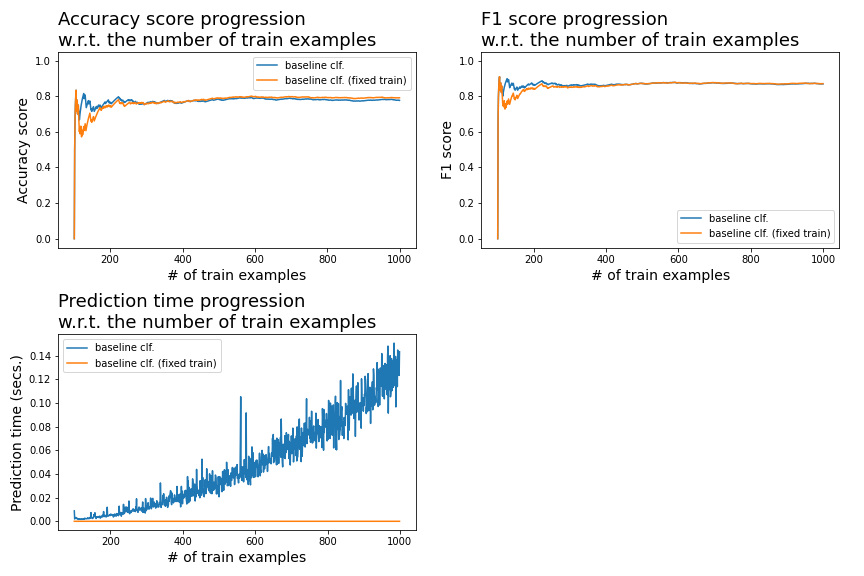 Accuracy score progression
w.r.t. the number of train examples
1.0
0.8
0.6
0.4
0.2
0.0
Accuracy score
baseline clf.
baseline clf. (fixed train)
200
400
600
800
1000
# of train examples
F1 score progression
w.r.t. the number of train examples
1.0
0.8
0.6
0.4
0.2
0.0
F1 score
baseline clf.
baseline clf. (fixed train)
200
400
600
800
1000
# of train examples
Prediction time progression
w.r.t. the number of train examples
0.14
0.12
0.10
0.08
0.06
0.04
0.02
0.00
Prediction time (secs.)
baseline clf.
baseline clf. (fixed train)
200
400
600
800
1000
# of train examples